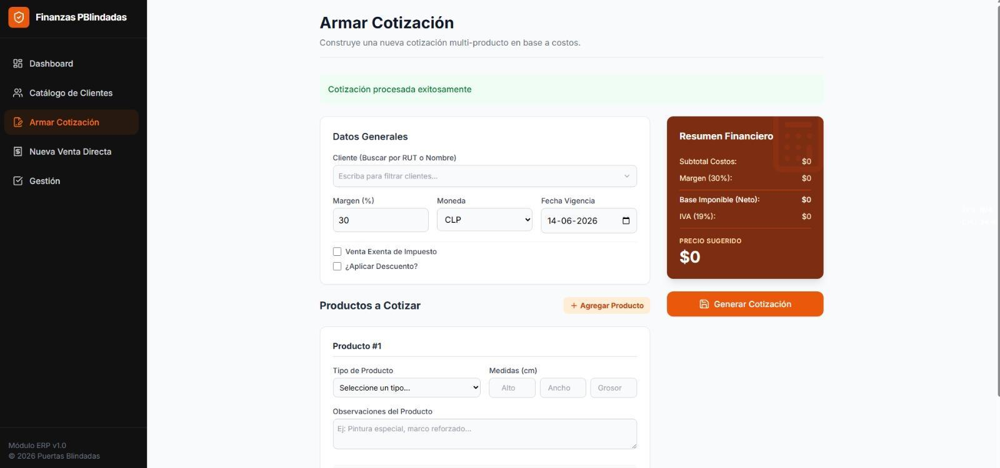 Finanzas PBlindadas
Dashboard
Catálogo de Clientes
Armar Cotización
Nueva Venta Directa
Gestión
Módulo ERP v1.0
© 2026 Puertas Blindadas
Armar Cotización
Construye una nueva cotización multi-producto en base a costos.
Cotización procesada exitosamente
Datos Generales
Cliente (Buscar por RUT o Nombre)
Escriba para filtrar clientes...
Margen (%) Moneda Fecha Vigencia
30 CLP 14-06-2026
Venta Exenta de Impuesto
¿Aplicar Descuento?
Productos a Cotizar + Agregar Producto
Producto #1
Tipo de Producto Medidas (cm)
Seleccione un tipo... Alto Ancho Grosor
Observaciones del Producto
Ej: Pintura especial, marco reforzado...
Resumen Financiero
Subtotal Costos: $0
Margen (30%): $0
Base Imponible (Neto): $0
IVA (19%): $0
PRECIO SUGERIDO
$0
Generar Cotización